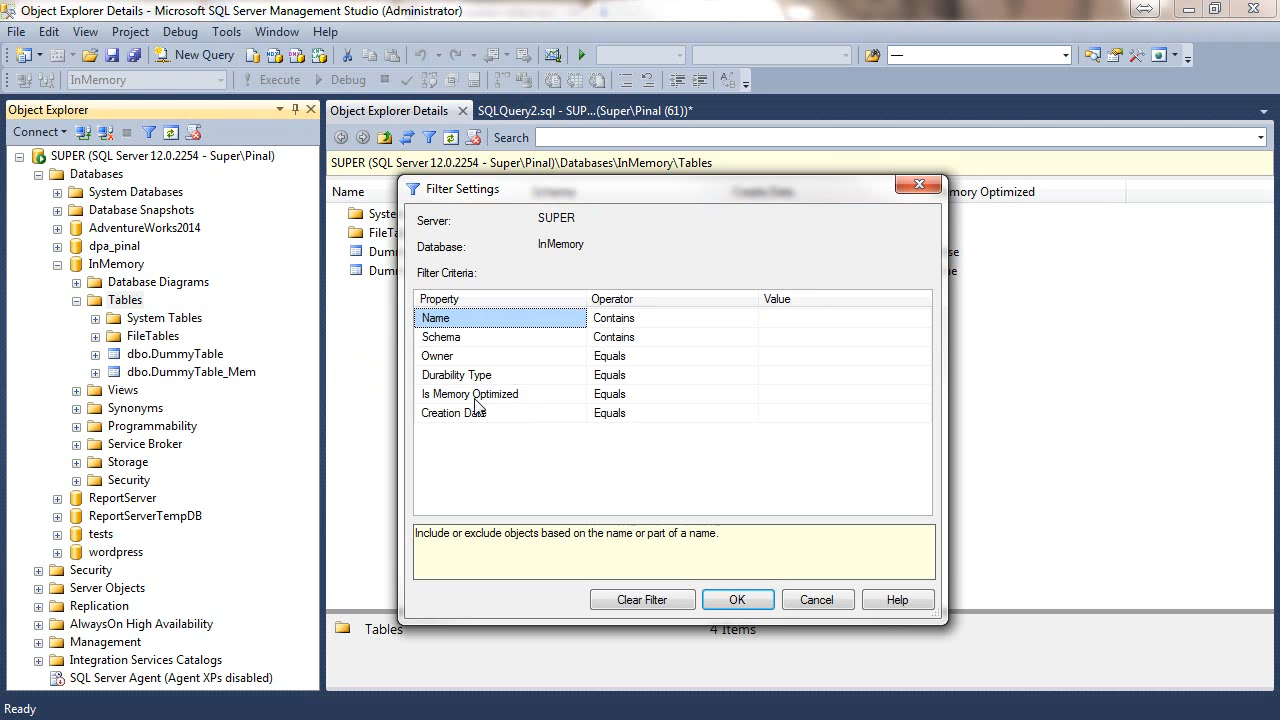 Object Explorer Details - Microsoft SQL Server Management Studio (Administrator)
File Edit View Project Debug Tools Window Help
New Query
InMemory Execute Debug
Object Explorer
Connect
SUPER (SQL Server 12.0.2254 - Super\Pinal)
Databases
System Databases
Database Snapshots
AdventureWorks2014
dpa_pinal
InMemory
Database Diagrams
Tables
System Tables
FileTables
dbo.DummyTable
dbo.DummyTable_Mem
Views
Synonyms
Programmability
Service Broker
Storage
Security
ReportServer
ReportServerTempDB
tests
wordpress
Security
Server Objects
Replication
AlwaysOn High Availability
Management
Integration Services Catalogs
SQL Server Agent (Agent XPs disabled)
Object Explorer Details SQLQuery2.sql - SUP...(Super\Pinal (61))*
Search
SUPER (SQL Server 12.0.2254 - Super\Pinal)\Databases\InMemory\Tables
Name Schema Create Date Optimized
Filter Settings
Server: SUPER
Database: InMemory
Filter Criteria:
Property Operator Value
Name Contains
Schema Contains
Owner Equals
Durability Type Equals
Is Memory Optimized Equals
Creation Date Equals
Include or exclude objects based on the name or part of a name.
Clear Filter OK Cancel Help
Tables 4 Items
Ready